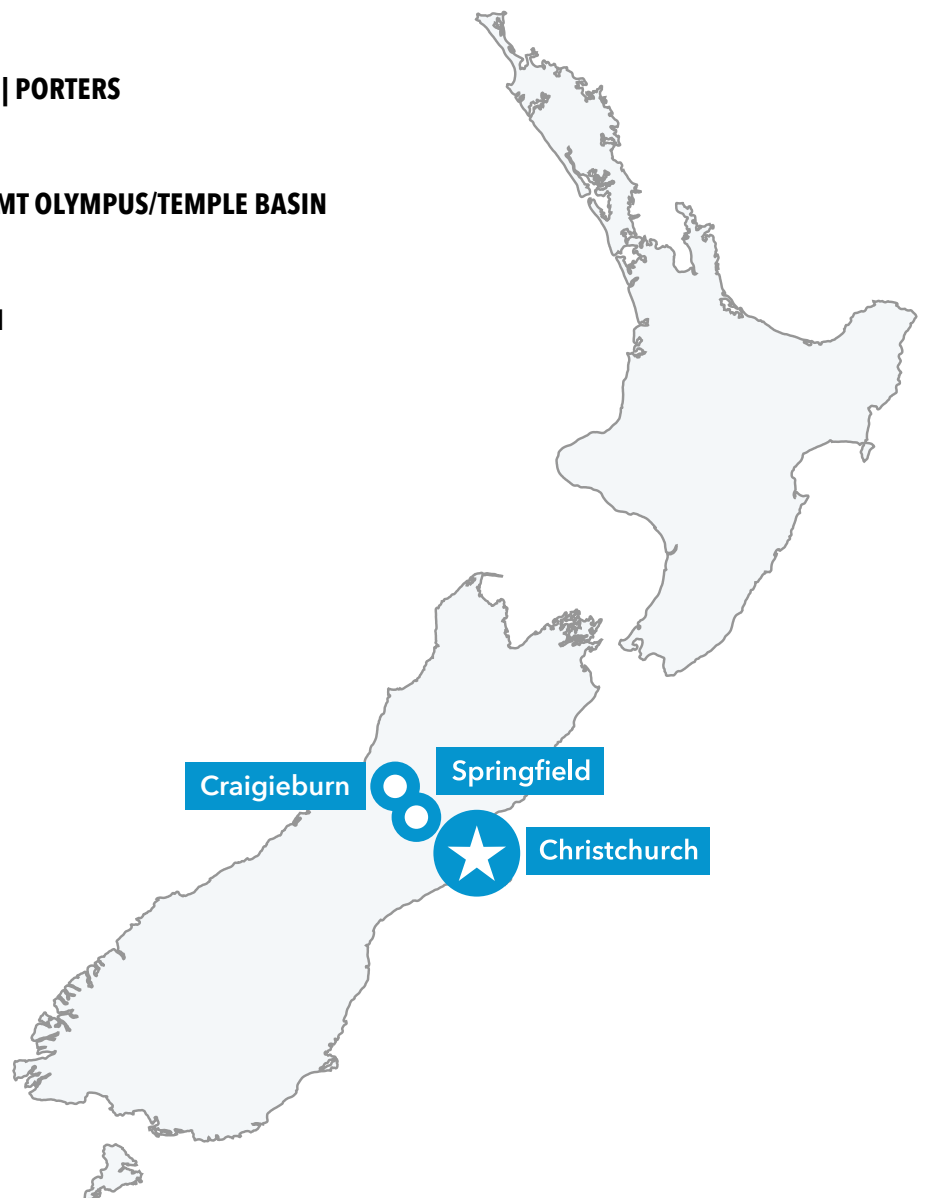 | PORTERS
MT OLYMPUS/TEMPLE BASIN
Springfield
Craigieburn
Christchurch